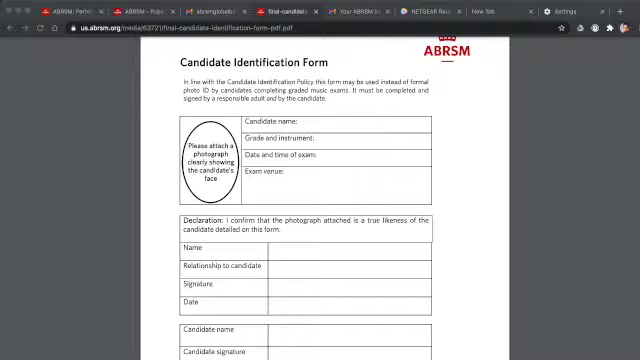 ABRSM: Perfo
ABRSM – Pub
abrsmgloball
final-candidat
Your ABRSM
NETGEAR Rou
New Tab
Settings
us.abrsm.org/media/63721/final-candidate-identification-form-pdf.pdf
ABRSM
Candidate Identification Form
In line with the Candidate Identification Policy this form may be used instead of formal
photo ID by candidates completing graded music exams. It must be completed and
signed by a responsible adult and by the candidate.
Please attach a
photograph
clearly showing
the candidate's
face
Candidate name:
Grade and instrument:
Date and time of exam:
Exam venue:
Declaration: I confirm that the photograph attached is a true likeness of the
candidate detailed on this form.
Name
Relationship to candidate
Signature
Date
Candidate name
Candidate signature